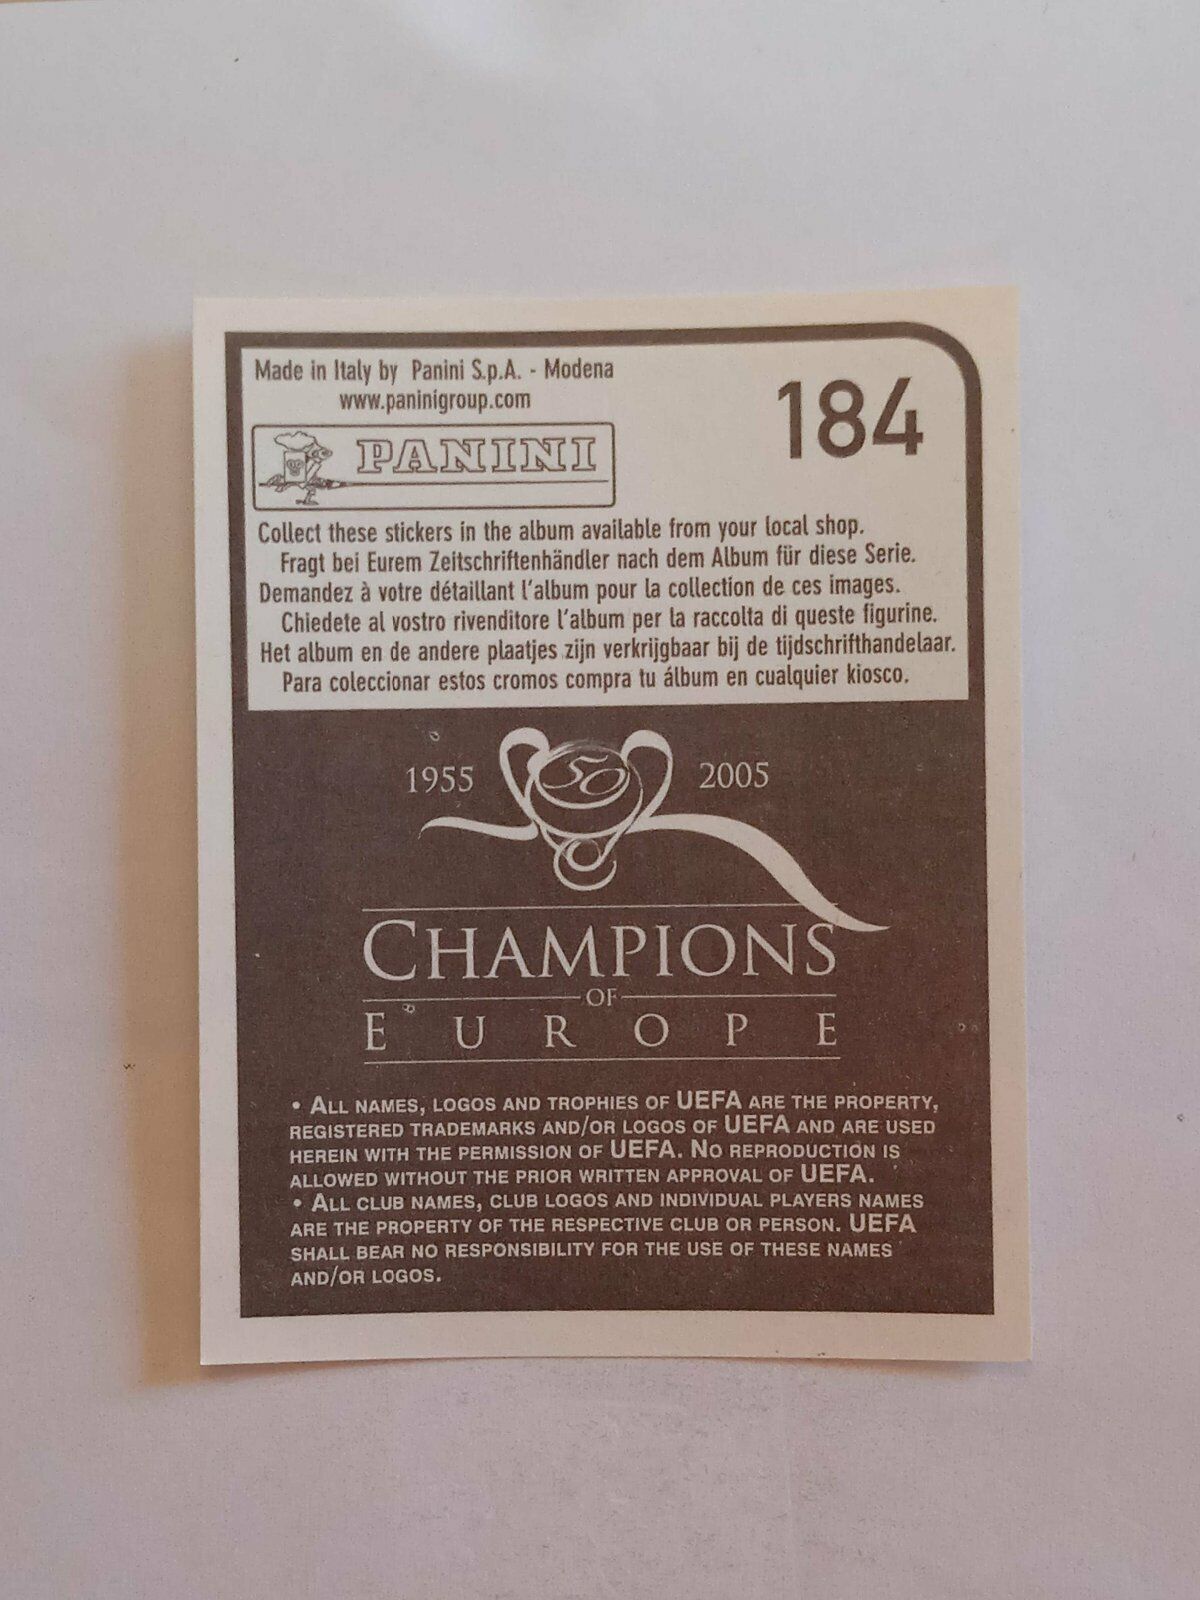 Made in Italy by Panini S.p.A. - Modena
www.paninigroup.com
184
PANINI
Collect these stickers in the album available from your local shop.
Fragt bei Eurem Zeitschriftenhändler nach dem Album für diese Serie.
Demandez à votre détaillant l'album pour la collection de ces images.
Chiedete al vostro rivenditore l'album per la raccolta di queste figurine.
Het album en de andere plaatjes zijn verkrijgbaar bij de tijdschrifthandelaar.
Para coleccionar estos cromos compra tu álbum en cualquier kiosco.
1955 50 2005
CHAMPIONS
OF
EUROPE
• ALL NAMES, LOGOS AND TROPHIES OF UEFA ARE THE PROPERTY,
REGISTERED TRADEMARKS AND/OR LOGOS OF UEFA AND ARE USED
HEREIN WITH THE PERMISSION OF UEFA. NO REPRODUCTION IS
ALLOWED WITHOUT THE PRIOR WRITTEN APPROVAL OF UEFA.
• ALL CLUB NAMES, CLUB LOGOS AND INDIVIDUAL PLAYERS NAMES
ARE THE PROPERTY OF THE RESPECTIVE CLUB OR PERSON. UEFA
SHALL BEAR NO RESPONSIBILITY FOR THE USE OF THESE NAMES
AND/OR LOGOS.